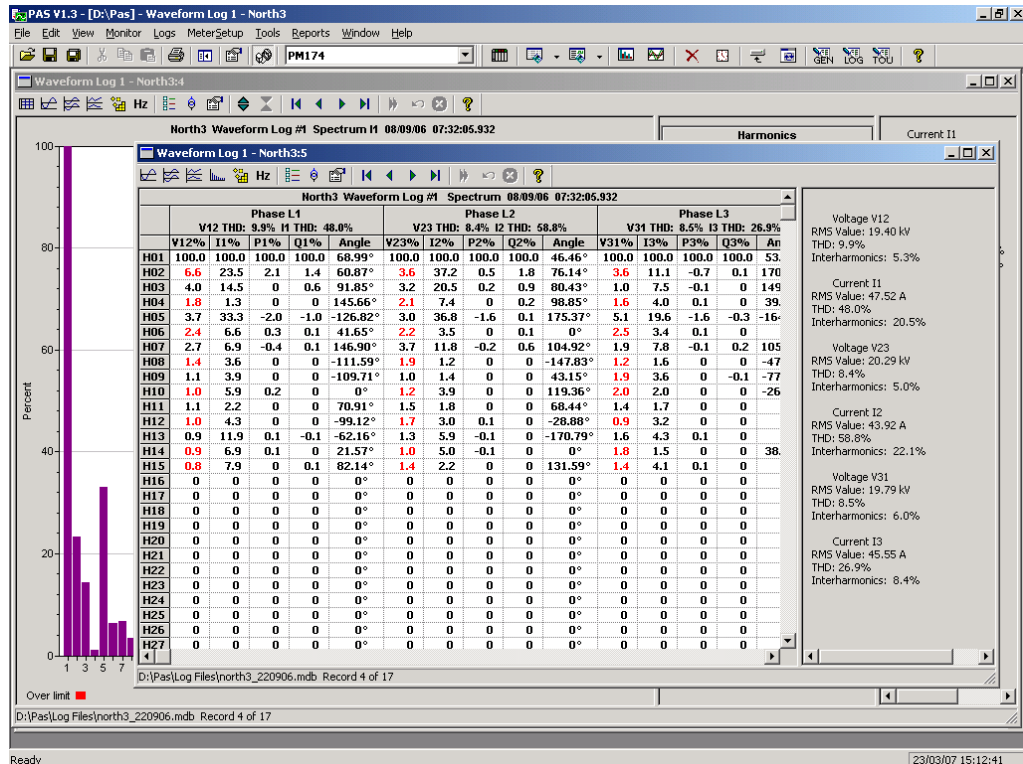 PAS V1.3 - [D:\Pas] - Waveform Log 1 - North3
File Edit View Monitor Logs MeterSetup Tools Reports Window Help
PM174 GEN LOG TOU
Waveform Log 1 - North3:4
Hz
North3 Waveform Log #1 Spectrum I1 08/09/06 07:32:05.932
Harmonics
Current I1
Percent
100
80
60
40
20
0
1 3 5 7
Over limit
D:\Pas\Log Files\north3_220906.mdb Record 4 of 17
Waveform Log 1 - North3:5
Hz
North3 Waveform Log #1 Spectrum 08/09/06 07:32:05.932
Phase L1 Phase L2 Phase L3
V12 THD: 9.9% I1 THD: 48.0% V23 THD: 8.4% I2 THD: 58.8% V31 THD: 8.5% I3 THD: 26.9%
V12% I1% P1% Q1% Angle V23% I2% P2% Q2% Angle V31% I3% P3% Q3% An
H01 100.0 100.0 100.0 100.0 68.99° 100.0 100.0 100.0 100.0 46.46° 100.0 100.0 100.0 100.0 53.
H02 6.6 23.5 2.1 1.4 60.87° 3.6 37.2 0.5 1.8 76.14° 3.6 11.1 -0.7 0.1 170
H03 4.0 14.5 0 0.6 91.85° 3.2 20.5 0.2 0.9 80.43° 1.0 7.5 -0.1 0 149
H04 1.8 1.3 0 0 145.66° 2.1 7.4 0 0.2 98.85° 1.6 4.0 0.1 0 39.
H05 3.7 33.3 -2.0 -1.0 -126.82° 3.0 36.8 -1.6 0.1 175.37° 5.1 19.6 -1.6 -0.3 -16
H06 2.4 6.6 0.3 0.1 41.65° 2.2 3.5 0 0.1 0° 2.5 3.4 0.1 0
H07 2.7 6.9 -0.4 0.1 146.90° 3.7 11.8 -0.2 0.6 104.92° 1.9 7.8 -0.1 0.2 105
H08 1.4 3.6 0 0 -111.59° 1.9 1.2 0 0 -147.83° 1.2 1.6 0 0 -47
H09 1.1 3.9 0 0 -109.71° 1.0 1.4 0 0 43.15° 1.9 3.6 0 -0.1 -77
H10 1.0 5.9 0.2 0 0° 1.2 3.9 0 0 119.36° 2.0 2.0 0 0 -26
H11 1.1 2.2 0 0 70.91° 1.5 1.8 0 0 68.44° 1.4 1.7 0 0
H12 1.0 4.3 0 0 -99.12° 1.7 3.0 0.1 0 -28.88° 0.9 3.2 0 0
H13 0.9 11.9 0.1 -0.1 -62.16° 1.3 5.9 -0.1 0 -170.79° 1.6 4.3 0.1 0
H14 0.9 6.9 0.1 0 21.57° 1.0 5.0 -0.1 0 0° 1.8 1.5 0 0 38.
H15 0.8 7.9 0 0.1 82.14° 1.4 2.2 0 0 131.59° 1.4 4.1 0.1 0
H16 0 0 0 0 0° 0 0 0 0 0° 0 0 0 0
H17 0 0 0 0 0° 0 0 0 0 0° 0 0 0 0
H18 0 0 0 0 0° 0 0 0 0 0° 0 0 0 0
H19 0 0 0 0 0° 0 0 0 0 0° 0 0 0 0
H20 0 0 0 0 0° 0 0 0 0 0° 0 0 0 0
H21 0 0 0 0 0° 0 0 0 0 0° 0 0 0 0
H22 0 0 0 0 0° 0 0 0 0 0° 0 0 0 0
H23 0 0 0 0 0° 0 0 0 0 0° 0 0 0 0
H24 0 0 0 0 0° 0 0 0 0 0° 0 0 0 0
H25 0 0 0 0 0° 0 0 0 0 0° 0 0 0 0
H26 0 0 0 0 0° 0 0 0 0 0° 0 0 0 0
H27 0 0 0 0 0° 0 0 0 0 0° 0 0 0 0
Voltage V12
RMS Value: 19.40 kV
THD: 9.9%
Interharmonics: 5.3%
Current I1
RMS Value: 47.52 A
THD: 48.0%
Interharmonics: 20.5%
Voltage V23
RMS Value: 20.29 kV
THD: 8.4%
Interharmonics: 5.0%
Current I2
RMS Value: 43.92 A
THD: 58.8%
Interharmonics: 22.1%
Voltage V31
RMS Value: 19.79 kV
THD: 8.5%
Interharmonics: 6.0%
Current I3
RMS Value: 45.55 A
THD: 26.9%
Interharmonics: 8.4%
D:\Pas\Log Files\north3_220906.mdb Record 4 of 17
Ready
23/03/07 15:12:41